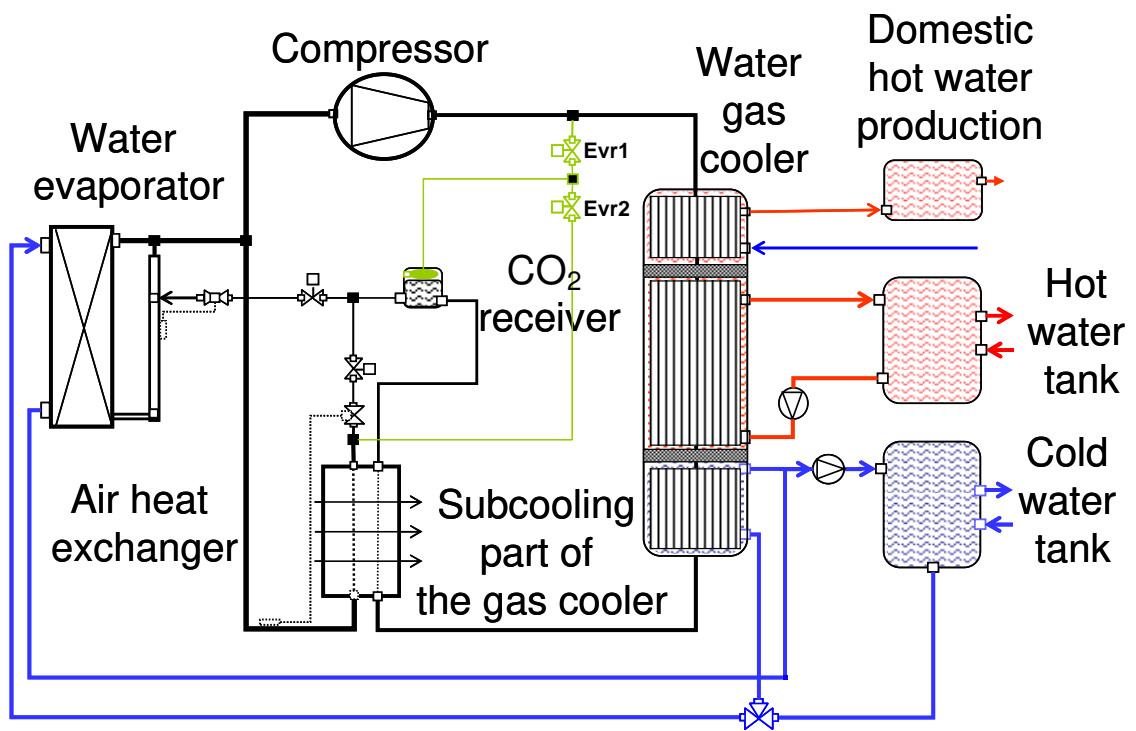 Compressor
Water
gas
cooler
Domestic
hot water
production
Water
evaporator
Evr1
Evr2
CO₂
receiver
Hot
water
tank
Air heat
exchanger
Subcooling
part of
the gas cooler
Cold
water
tank